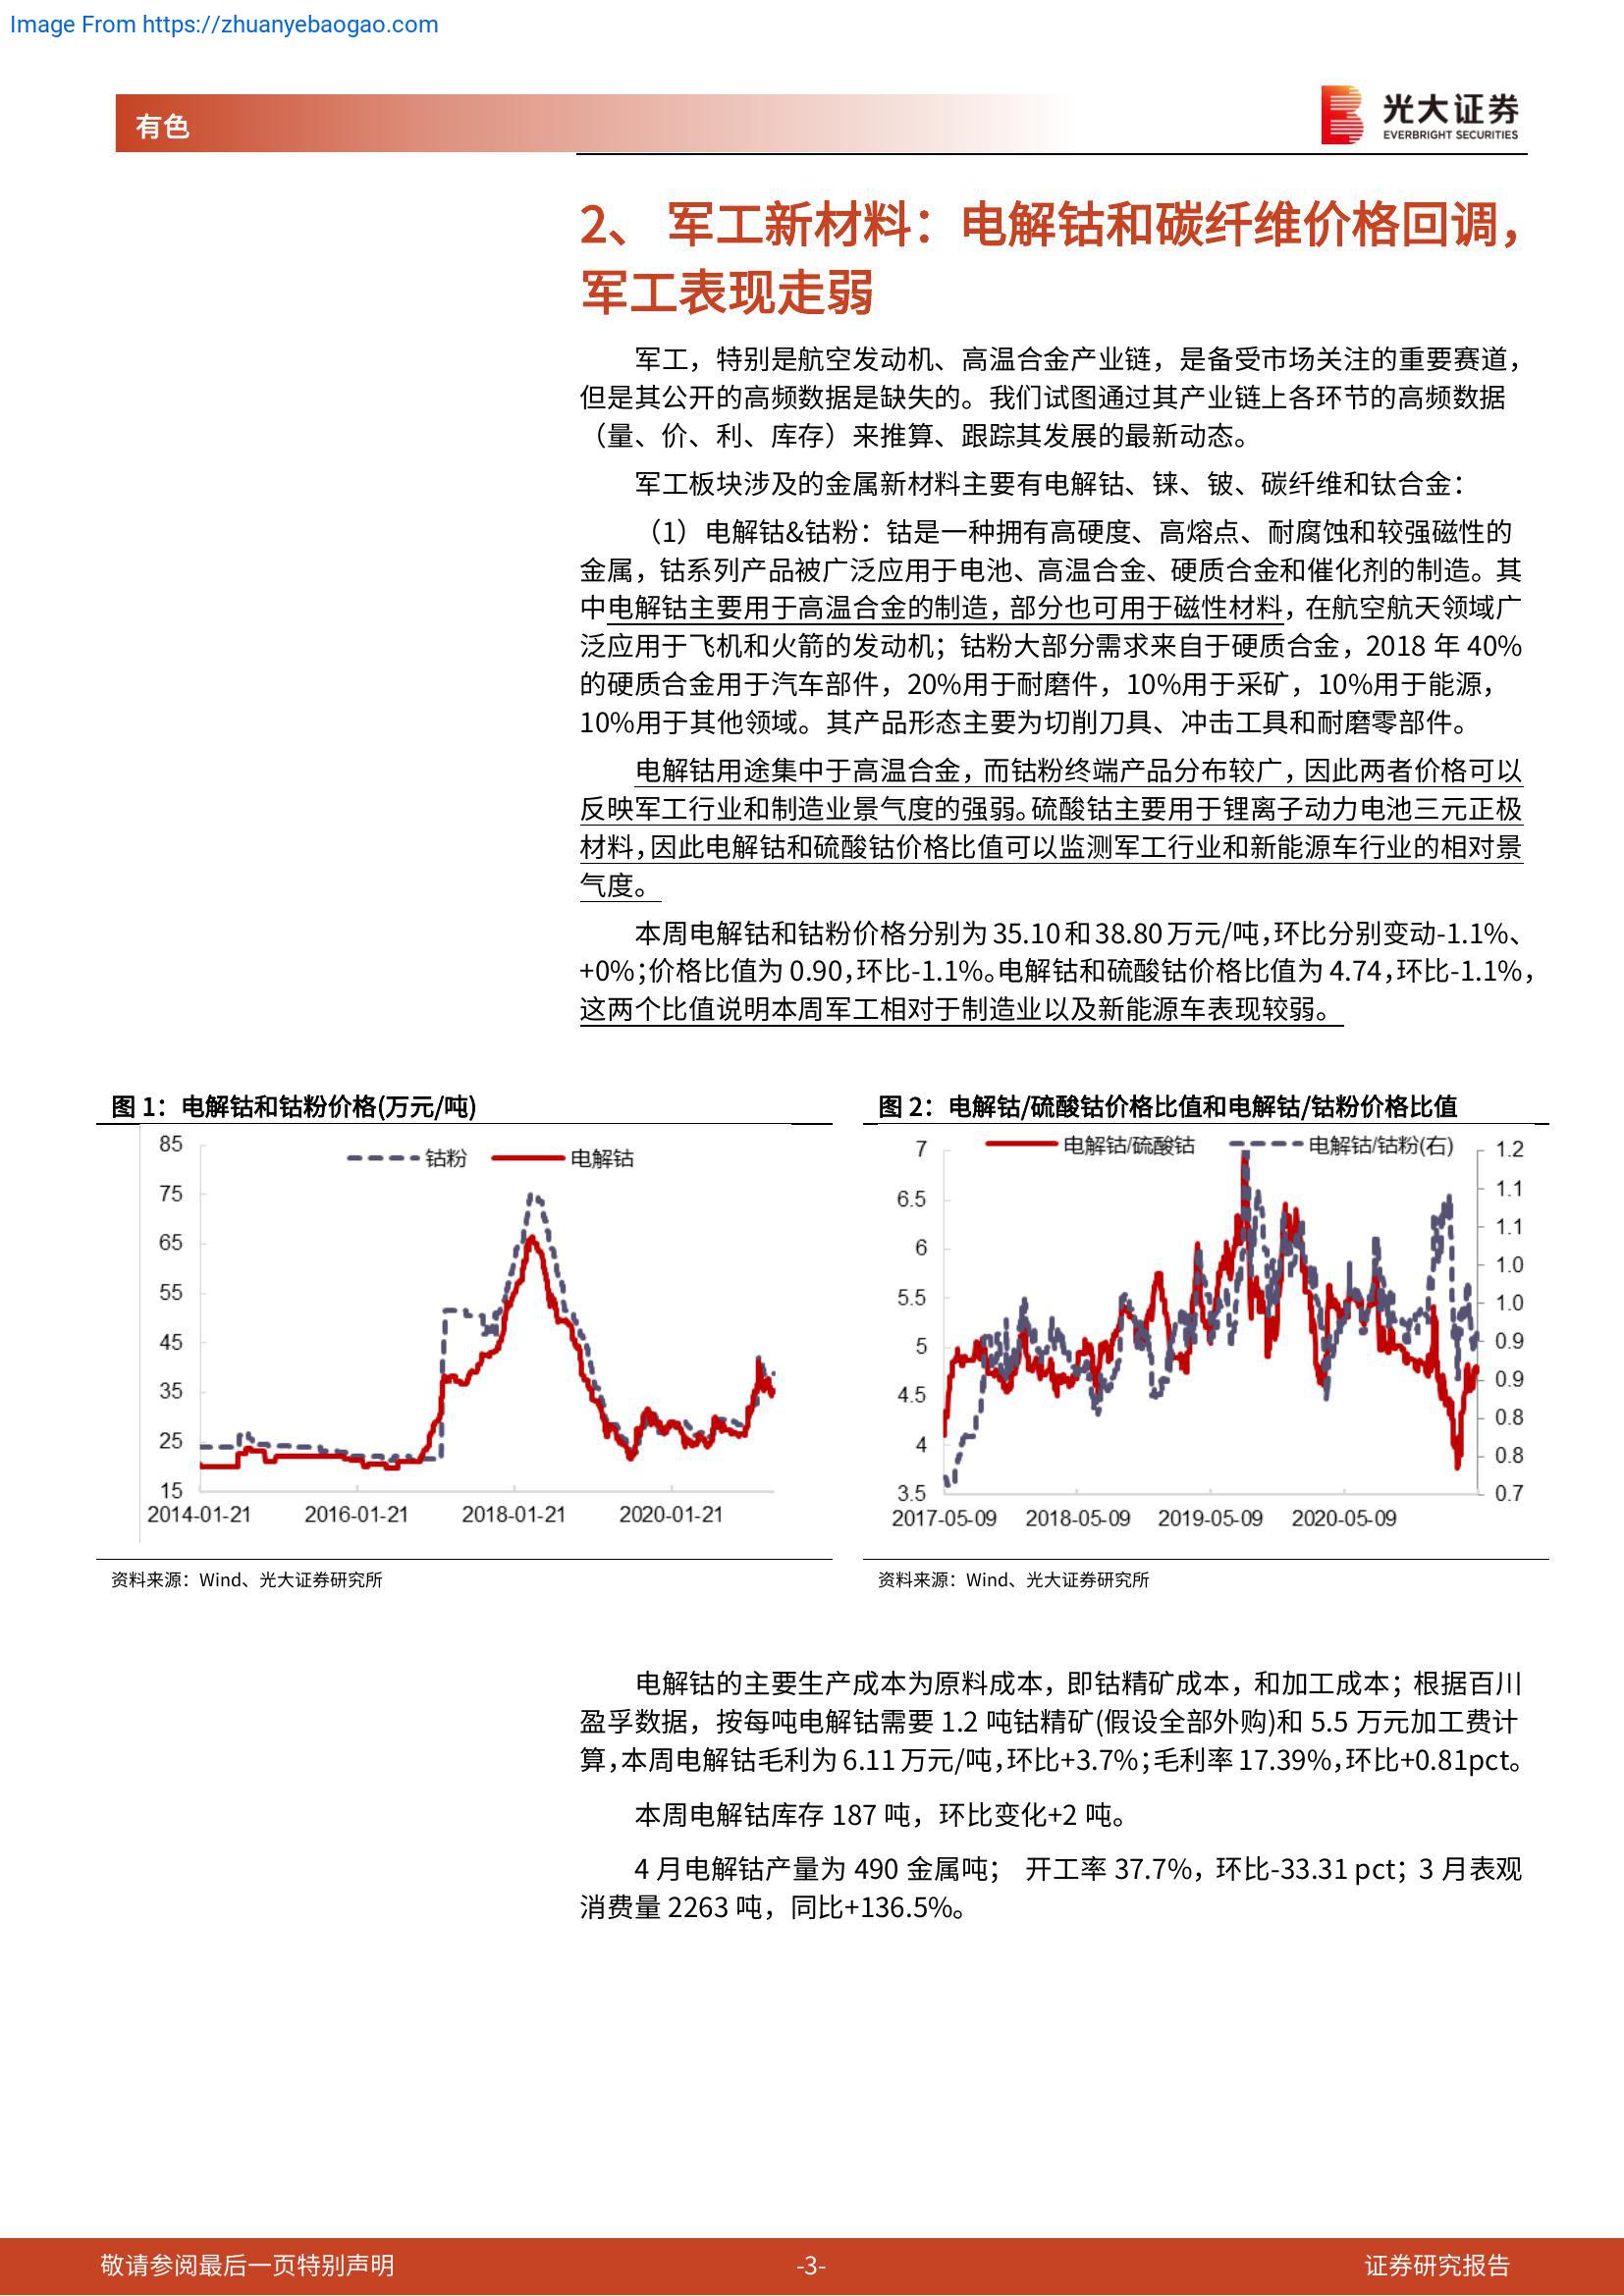 Image From https://zhuanyebaogao.com
有色
光大证券
EVERBRIGHT SECURITIES
2、 军工新材料：电解钴和碳纤维价格回调，
军工表现走弱
军工，特别是航空发动机、高温合金产业链，是备受市场关注的重要赛道，
但是其公开的高频数据是缺失的。我们试图通过其产业链上各环节的高频数据
（量、价、利、库存）来推算、跟踪其发展的最新动态。
军工板块涉及的金属新材料主要有电解钴、铼、铍、碳纤维和钛合金：
（1）电解钴&钴粉：钴是一种拥有高硬度、高熔点、耐腐蚀和较强磁性的
金属，钴系列产品被广泛应用于电池、高温合金、硬质合金和催化剂的制造。其
中电解钴主要用于高温合金的制造，部分也可用于磁性材料，在航空航天领域广
泛应用于飞机和火箭的发动机；钴粉大部分需求来自于硬质合金，2018 年 40%
的硬质合金用于汽车部件，20%用于耐磨件，10%用于采矿，10%用于能源，
10%用于其他领域。其产品形态主要为切削刀具、冲击工具和耐磨零部件。
电解钴用途集中于高温合金，而钴粉终端产品分布较广，因此两者价格可以
反映军工行业和制造业景气度的强弱。硫酸钴主要用于锂离子动力电池三元正极
材料，因此电解钴和硫酸钴价格比值可以监测军工行业和新能源车行业的相对景
气度。
本周电解钴和钴粉价格分别为 35.10 和 38.80 万元/吨，环比分别变动-1.1%、
+0%；价格比值为 0.90，环比-1.1%。电解钴和硫酸钴价格比值为 4.74，环比-1.1%，
这两个比值说明本周军工相对于制造业以及新能源车表现较弱。
图 1：电解钴和钴粉价格(万元/吨)
85
75
65
55
45
35
25
15
钴粉 电解钴
2014-01-21 2016-01-21 2018-01-21 2020-01-21
资料来源：Wind、光大证券研究所
图 2：电解钴/硫酸钴价格比值和电解钴/钴粉价格比值
7
6.5
6
5.5
5
4.5
4
3.5
电解钴/硫酸钴 电解钴/钴粉(右)
1.2
1.1
1.1
1.0
1.0
0.9
0.9
0.8
0.8
0.7
2017-05-09 2018-05-09 2019-05-09 2020-05-09
资料来源：Wind、光大证券研究所
电解钴的主要生产成本为原料成本，即钴精矿成本，和加工成本；根据百川
盈孚数据，按每吨电解钴需要 1.2 吨钴精矿(假设全部外购)和 5.5 万元加工费计
算，本周电解钴毛利为 6.11 万元/吨，环比+3.7%；毛利率 17.39%，环比+0.81pct。
本周电解钴库存 187 吨，环比变化+2 吨。
4 月电解钴产量为 490 金属吨； 开工率 37.7%，环比-33.31 pct；3 月表观
消费量 2263 吨，同比+136.5%。
敬请参阅最后一页特别声明
-3-
证券研究报告